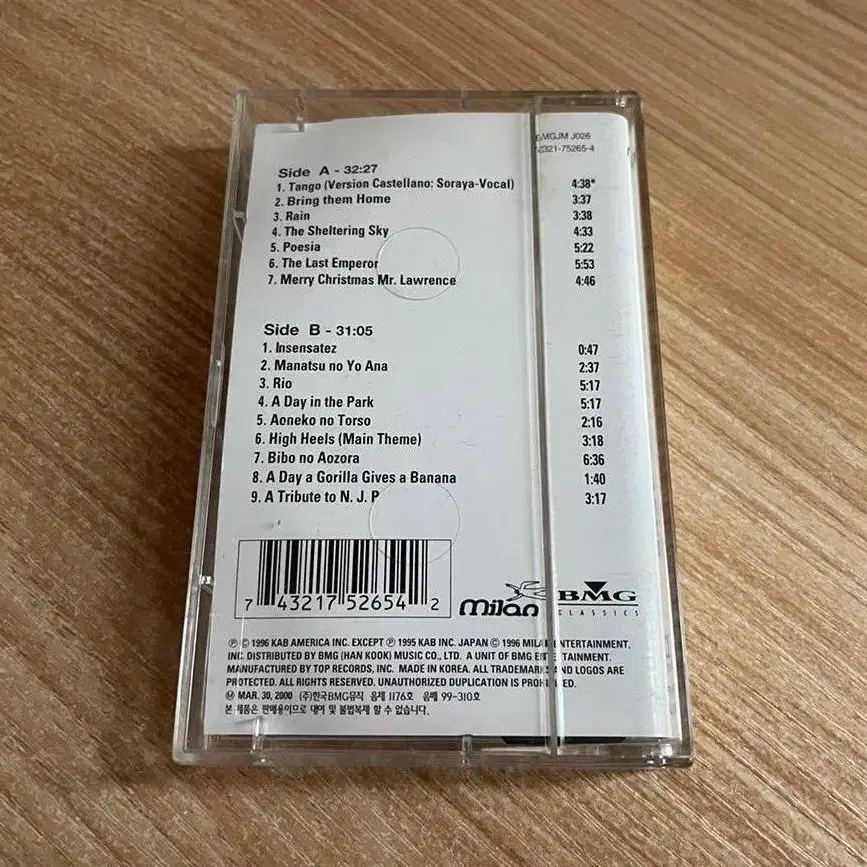 BMGJM J026
74321-75265-4
Side A - 32:27
1. Tango (Version Castellano: Soraya-Vocal) 4:38*
2. Bring them Home 3:37
3. Rain 3:38
4. The Sheltering Sky 4:33
5. Poesia 5:22
6. The Last Emperor 5:53
7. Merry Christmas Mr. Lawrence 4:46
Side B - 31:05
1. Insensatez 0:47
2. Manatsu no Yo Ana 2:37
3. Rio 5:17
4. A Day in the Park 5:17
5. Aoneko no Torso 2:16
6. High Heels (Main Theme) 3:18
7. Bibo no Aozora 6:36
8. A Day a Gorilla Gives a Banana 1:40
9. A Tribute to N. J. P 3:17
7 43217 52654 2
milan
BMG
CLASSICS
℗ © 1996 KAB AMERICA INC. EXCEPT ℗ 1995 KAB INC. JAPAN © 1996 MILAN ENTERTAINMENT,
INC. DISTRIBUTED BY BMG (HAN KOOK) MUSIC CO., LTD. A UNIT OF BMG ENTERTAINMENT.
MANUFACTURED BY TOP RECORDS, INC. MADE IN KOREA. ALL TRADEMARKS AND LOGOS ARE
PROTECTED. ALL RIGHTS RESERVED. UNAUTHORIZED DUPLICATION IS PROHIBITED.
Ⓜ MAR. 30, 2000 (주)한국BMG뮤직 음제 1176호 음배 99-310호
본 제품은 판매용이므로 대여 및 불법복제 할 수 없습니다.